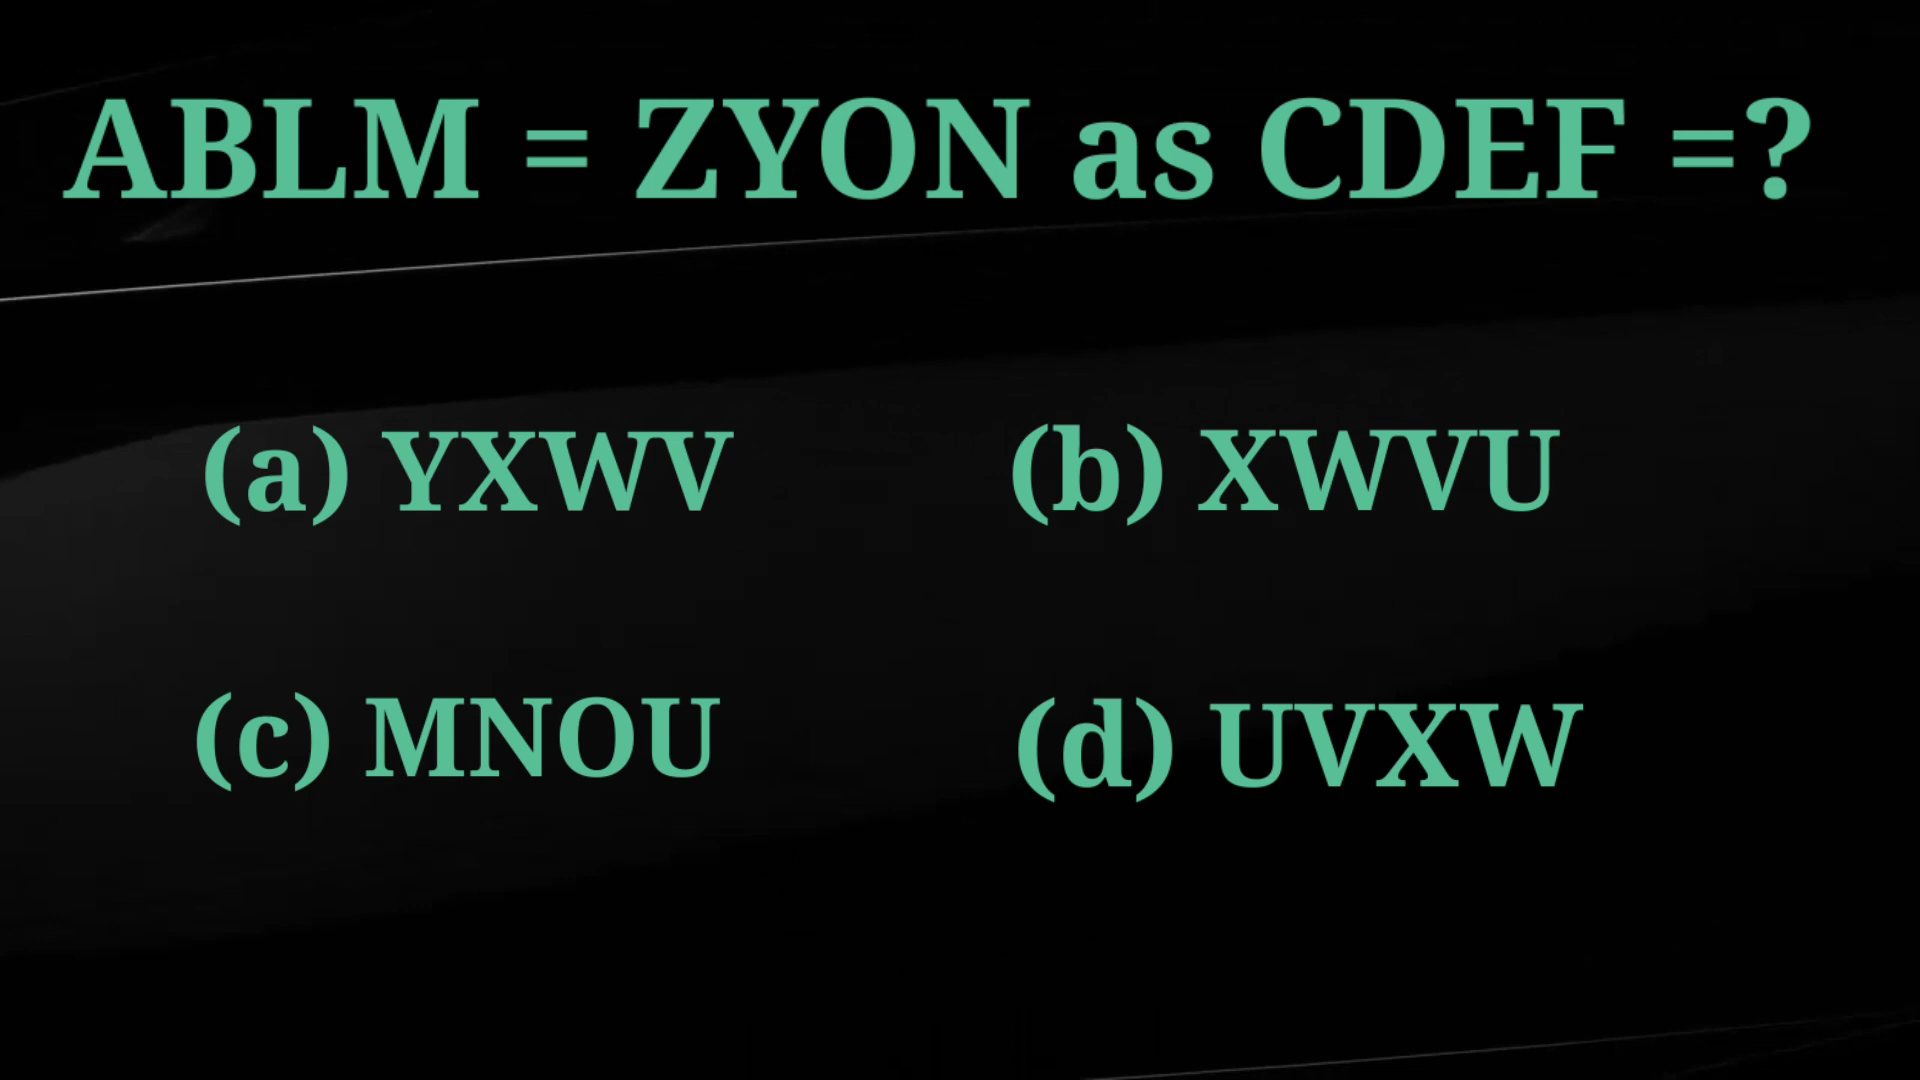 ABLM = ZYON as CDEF =?
(a) YXWV (b) XWVU
(c) MNOU (d) UVXW